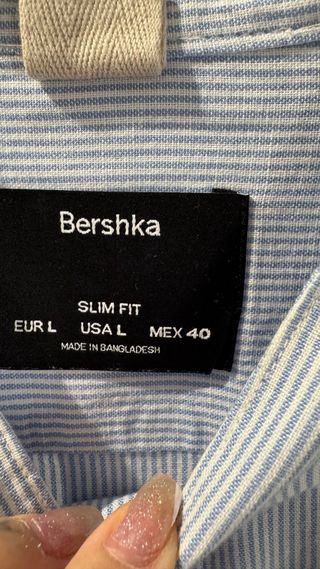 Bershka
SLIM FIT
EUR L USA L MEX 40
MADE IN BANGLADESH